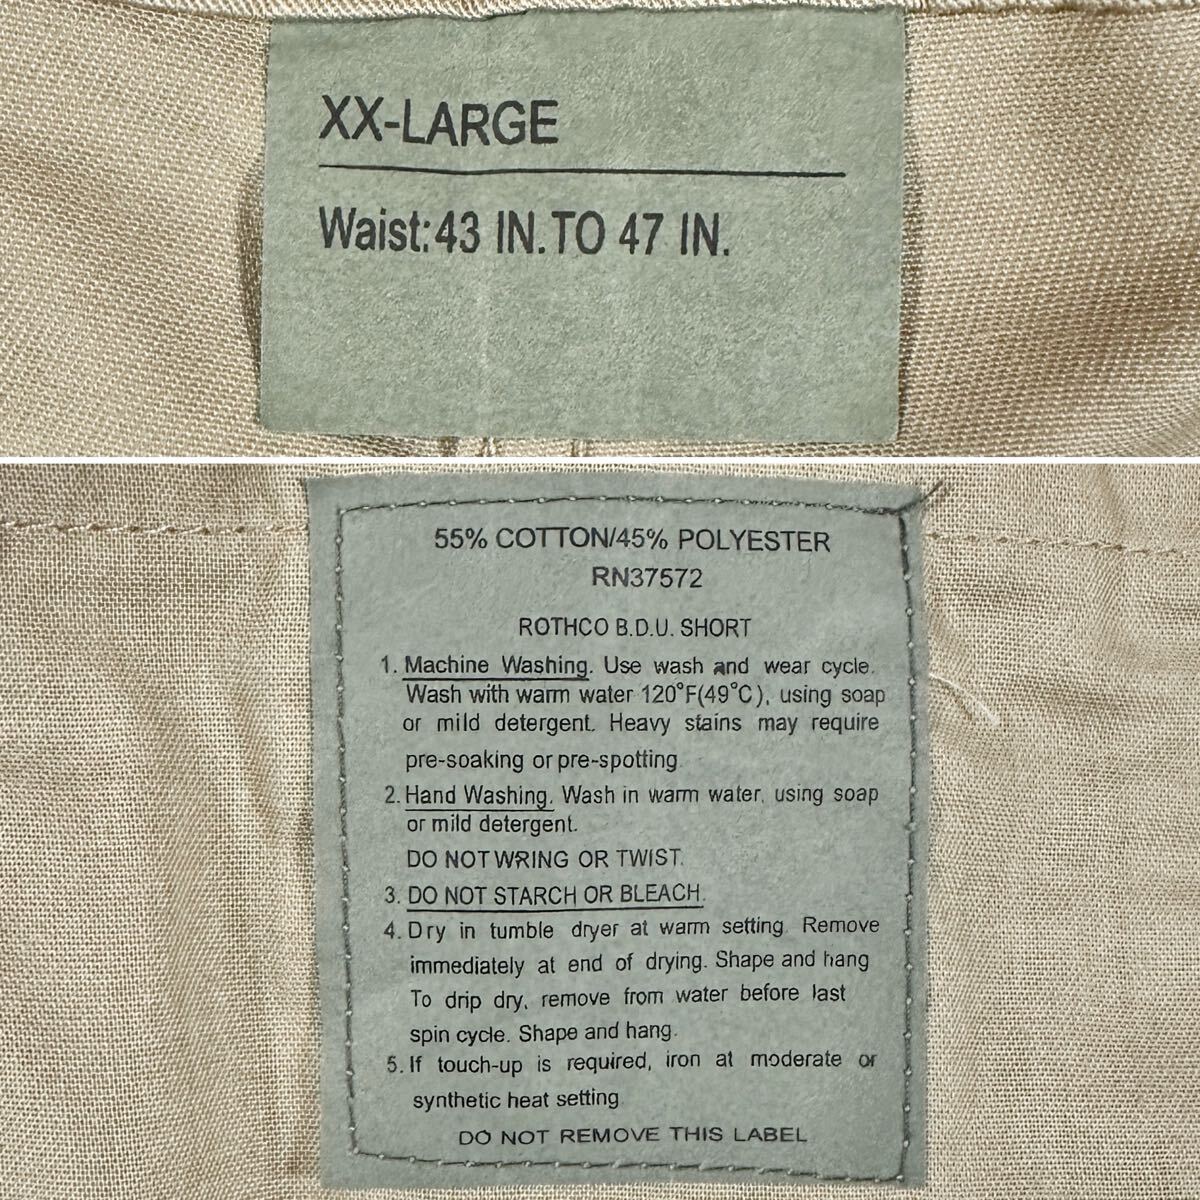 XX-LARGE
Waist: 43 IN. TO 47 IN.
55% COTTON/45% POLYESTER
RN37572
ROTHCO B.D.U. SHORT
1. Machine Washing. Use wash and wear cycle.
Wash with warm water 120°F(49°C), using soap
or mild detergent. Heavy stains may require
pre-soaking or pre-spotting.
2. Hand Washing. Wash in warm water, using soap
or mild detergent.
DO NOT WRING OR TWIST.
3. DO NOT STARCH OR BLEACH.
4. Dry in tumble dryer at warm setting. Remove
immediately at end of drying. Shape and hang
To drip dry, remove from water before last
spin cycle. Shape and hang.
5. If touch-up is required, iron at moderate or
synthetic heat setting
DO NOT REMOVE THIS LABEL